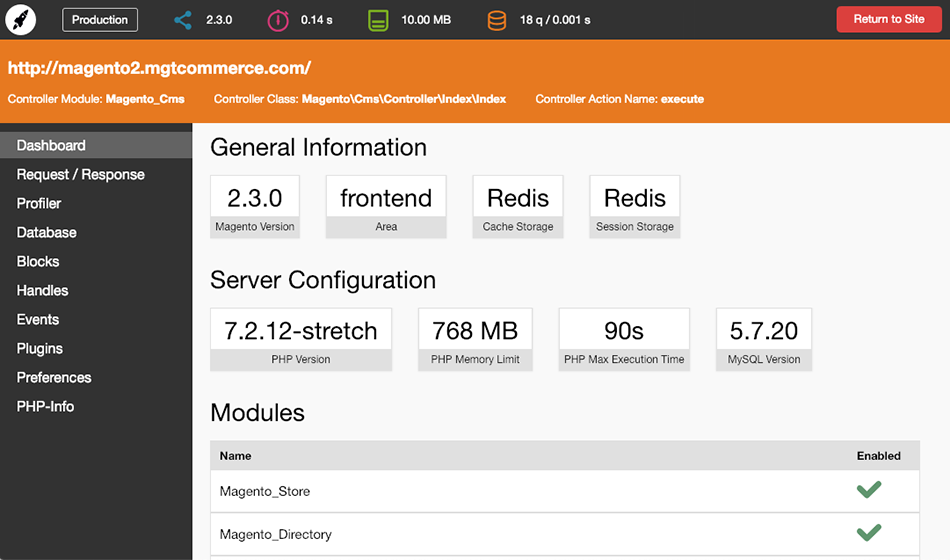 Production 2.3.0 0.14 s 10.00 MB 18 q / 0.001 s Return to Site
http://magento2.mgtcommerce.com/
Controller Module: Magento_Cms Controller Class: Magento\Cms\Controller\Index\Index Controller Action Name: execute
Dashboard
Request / Response
Profiler
Database
Blocks
Handles
Events
Plugins
Preferences
PHP-Info
General Information
2.3.0 frontend Redis Redis
Magento Version Area Cache Storage Session Storage
Server Configuration
7.2.12-stretch 768 MB 90s 5.7.20
PHP Version PHP Memory Limit PHP Max Execution Time MySQL Version
Modules
Name Enabled
Magento_Store
Magento_Directory